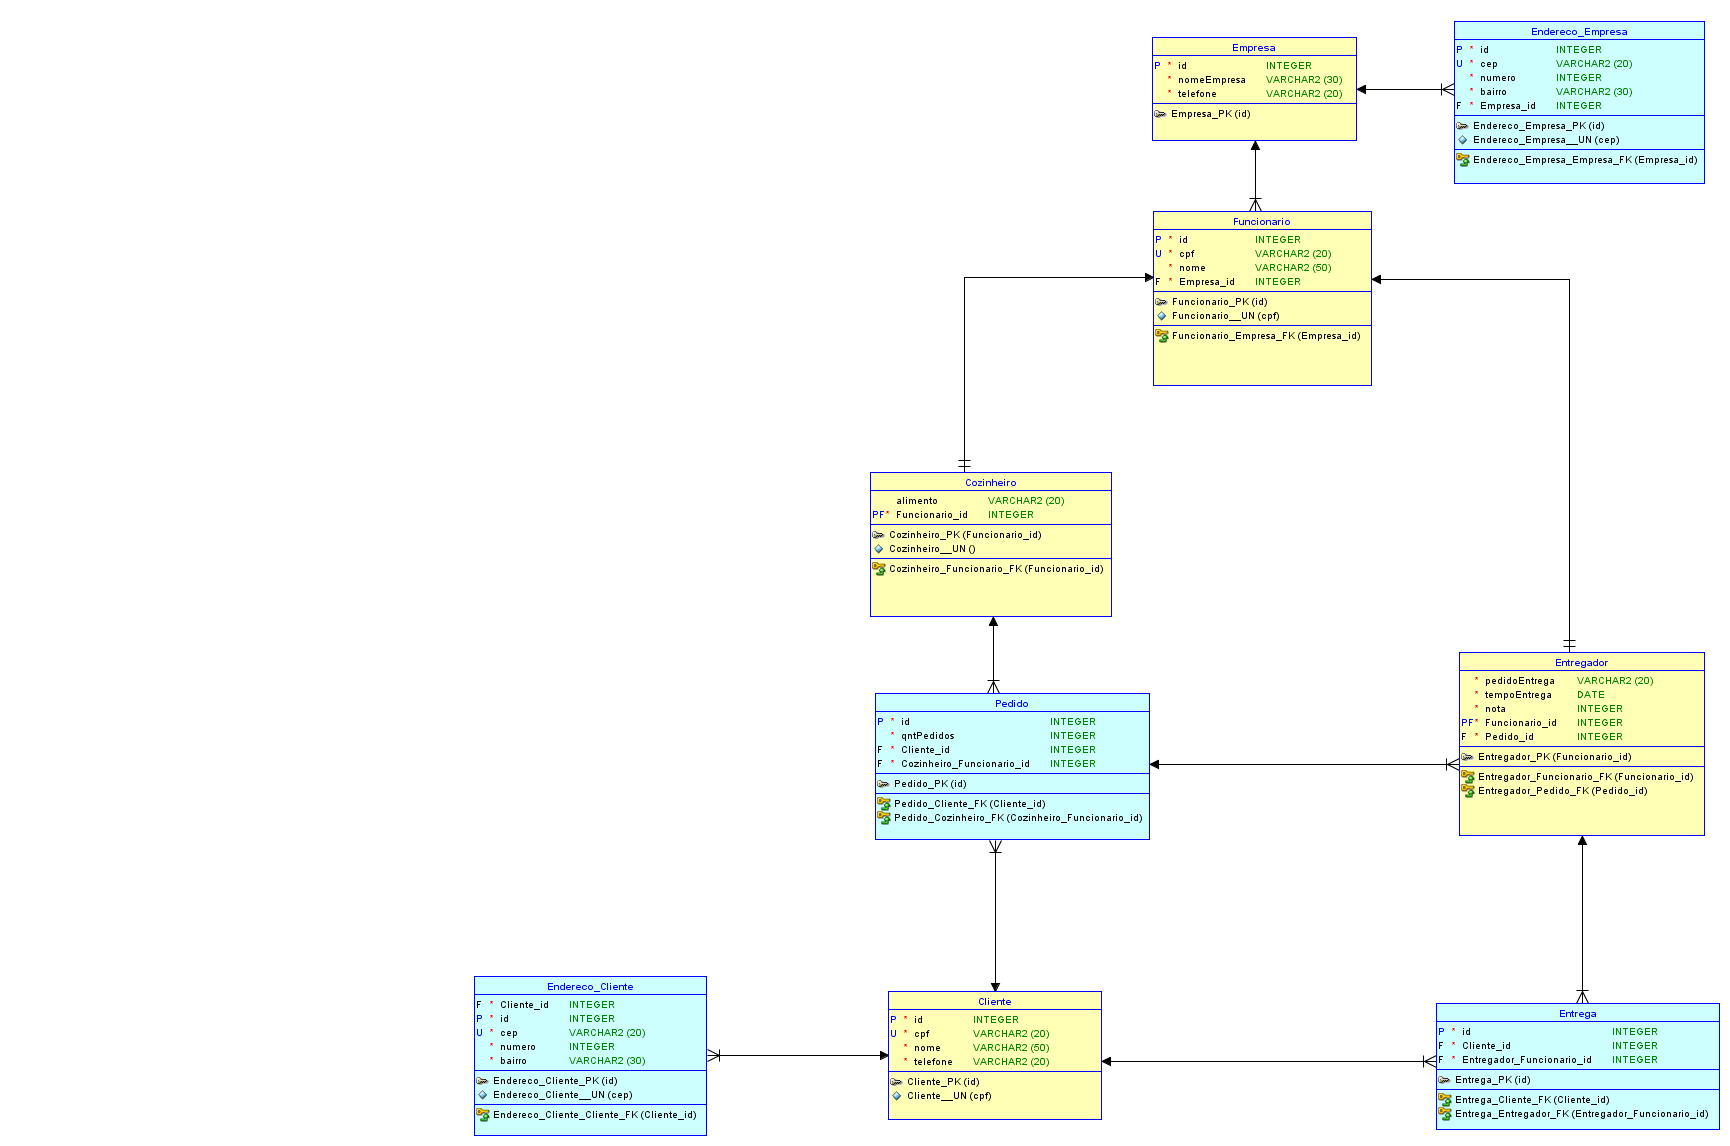 Empresa
P * id INTEGER
* nomeEmpresa VARCHAR2 (30)
* telefone VARCHAR2 (20)
Empresa_PK (id)
Endereco_Empresa
P * id INTEGER
U * cep VARCHAR2 (20)
* numero INTEGER
* bairro VARCHAR2 (30)
F * Empresa_id INTEGER
Endereco_Empresa_PK (id)
Endereco_Empresa__UN (cep)
Endereco_Empresa_Empresa_FK (Empresa_id)
Funcionario
P * id INTEGER
U * cpf VARCHAR2 (20)
* nome VARCHAR2 (50)
F * Empresa_id INTEGER
Funcionario_PK (id)
Funcionario__UN (cpf)
Funcionario_Empresa_FK (Empresa_id)
Cozinheiro
alimento VARCHAR2 (20)
PF* Funcionario_id INTEGER
Cozinheiro_PK (Funcionario_id)
Cozinheiro__UN ()
Cozinheiro_Funcionario_FK (Funcionario_id)
Entregador
* pedidoEntrega VARCHAR2 (20)
* tempoEntrega DATE
* nota INTEGER
PF* Funcionario_id INTEGER
F * Pedido_id INTEGER
Entregador_PK (Funcionario_id)
Entregador_Funcionario_FK (Funcionario_id)
Entregador_Pedido_FK (Pedido_id)
Pedido
P * id INTEGER
* qntPedidos INTEGER
F * Cliente_id INTEGER
F * Cozinheiro_Funcionario_id INTEGER
Pedido_PK (id)
Pedido_Cliente_FK (Cliente_id)
Pedido_Cozinheiro_FK (Cozinheiro_Funcionario_id)
Endereco_Cliente
F * Cliente_id INTEGER
P * id INTEGER
U * cep VARCHAR2 (20)
* numero INTEGER
* bairro VARCHAR2 (30)
Endereco_Cliente_PK (id)
Endereco_Cliente__UN (cep)
Endereco_Cliente_Cliente_FK (Cliente_id)
Cliente
P * id INTEGER
U * cpf VARCHAR2 (20)
* nome VARCHAR2 (50)
* telefone VARCHAR2 (20)
Cliente_PK (id)
Cliente__UN (cpf)
Entrega
P * id INTEGER
F * Cliente_id INTEGER
F * Entregador_Funcionario_id INTEGER
Entrega_PK (id)
Entrega_Cliente_FK (Cliente_id)
Entrega_Entregador_FK (Entregador_Funcionario_id)